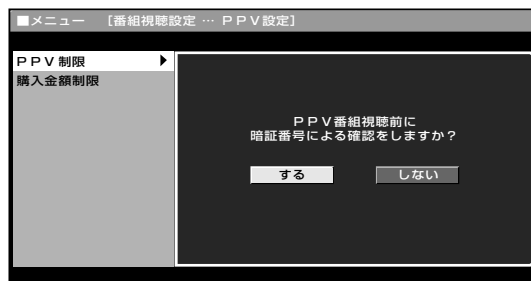 ■メニュー [番組視聴設定 … ＰＰＶ設定]
ＰＰＶ制限
購入金額制限
ＰＰＶ番組視聴前に
暗証番号による確認をしますか？
する
しない